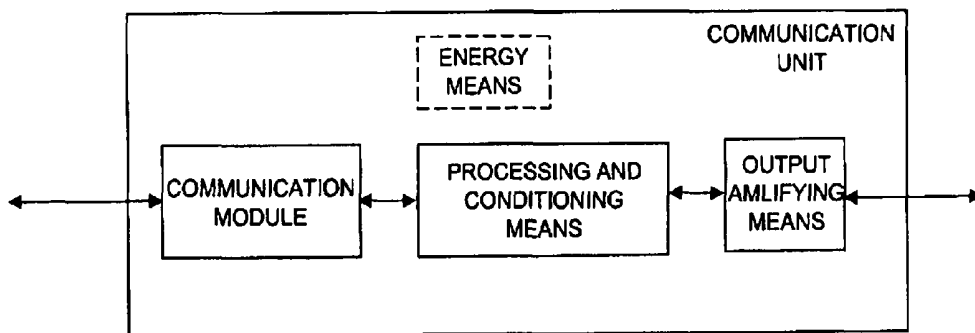 COMMUNICATION
UNIT
ENERGY
MEANS
COMMUNICATION
MODULE
PROCESSING AND
CONDITIONING
MEANS
OUTPUT
AMLIFYING
MEANS